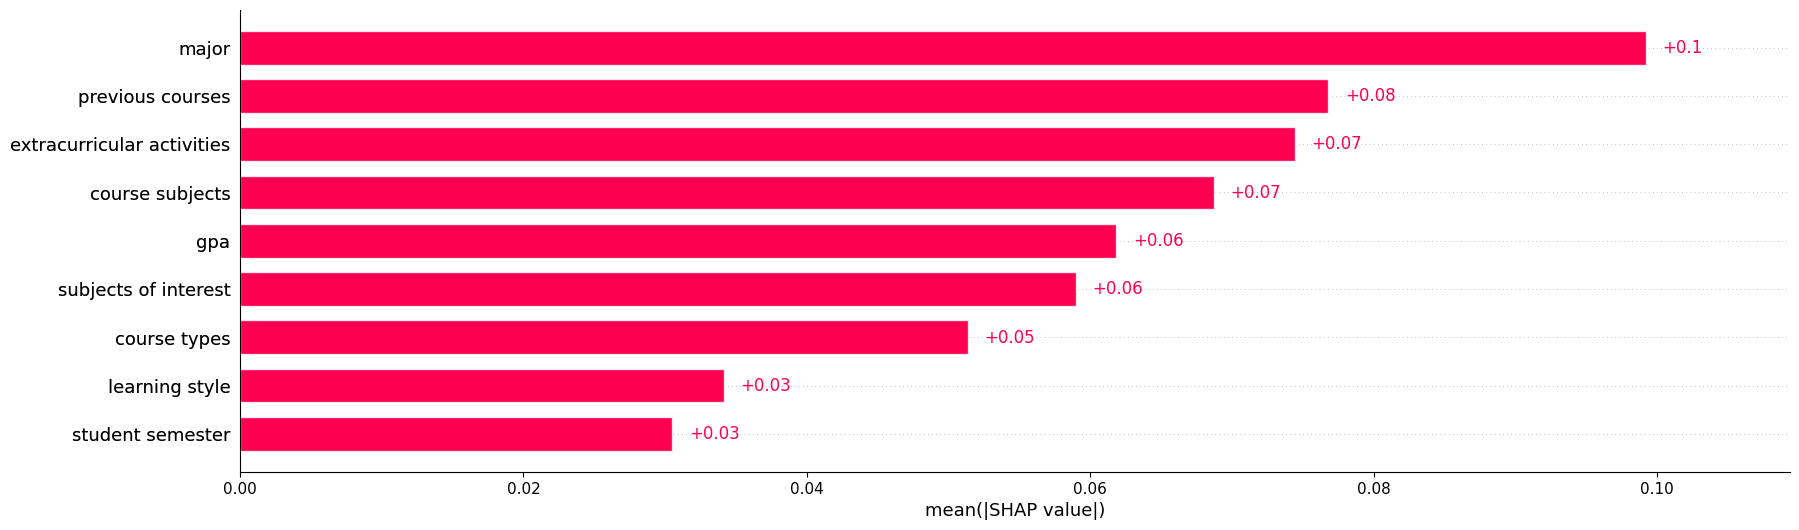 major +0.1
previous courses +0.08
extracurricular activities +0.07
course subjects +0.07
gpa +0.06
subjects of interest +0.06
course types +0.05
learning style +0.03
student semester +0.03
0.00 0.02 0.04 0.06 0.08 0.10
mean(|SHAP value|)